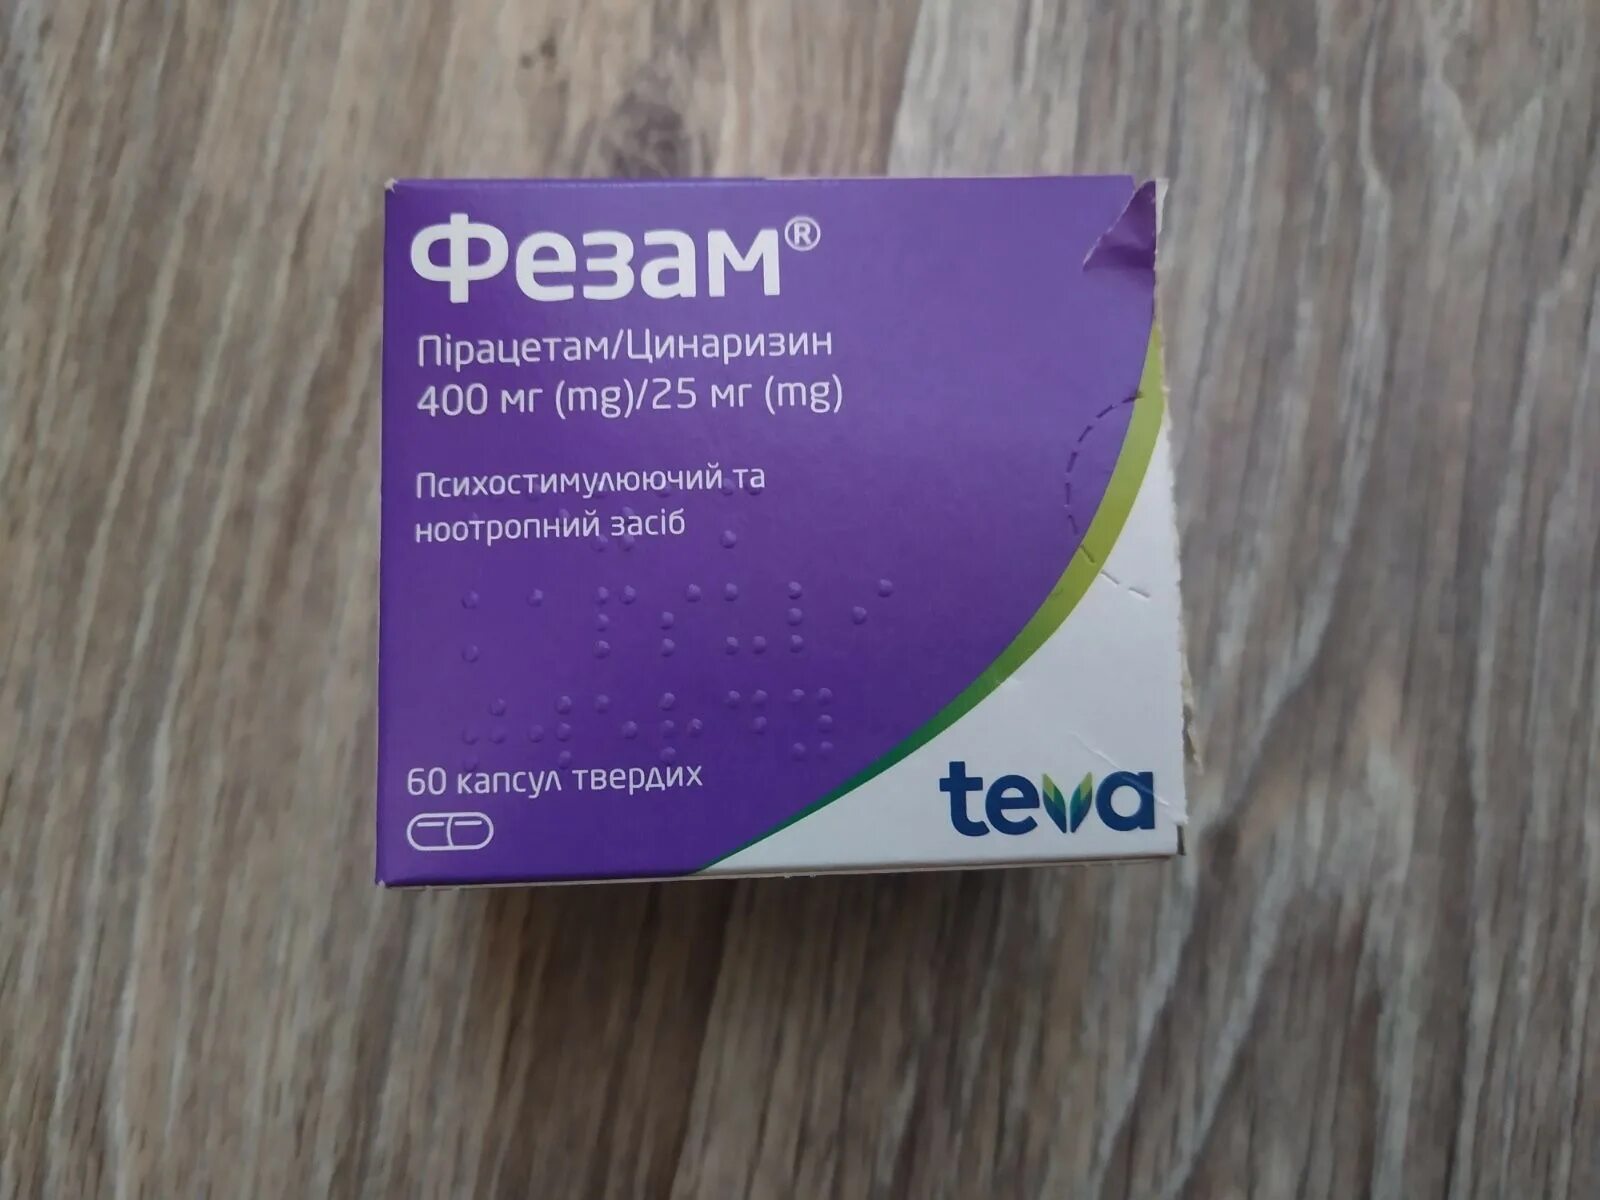 Фезам®
Пірацетам/Цинаризин
400 мг (mg)/25 мг (mg)
Психостимулюючий та
ноотропний засіб
60 капсул твердих
teva